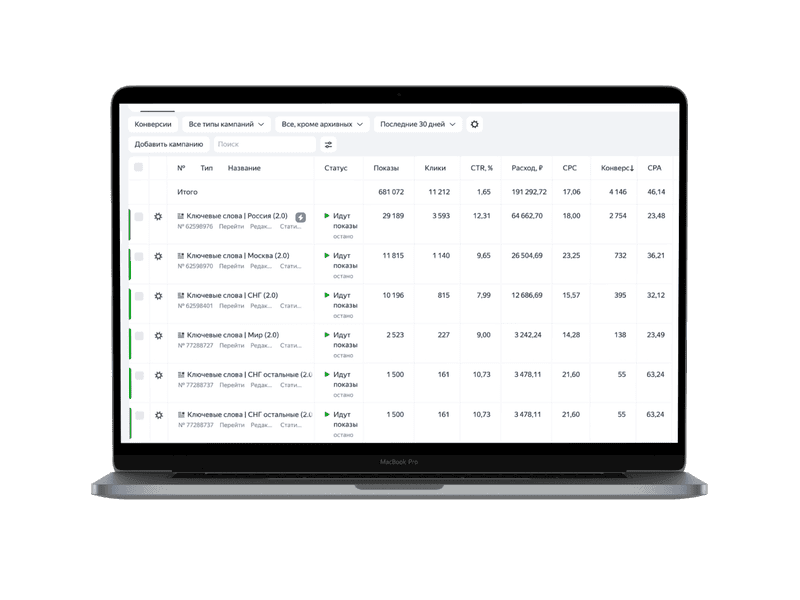 Конверсии Все типы кампаний Все, кроме архивных Последние 30 дней
Добавить кампанию Поиск
№ Тип Название Статус Показы Клики CTR, % Расход, ₽ CPC Конверс↓ CPA
Итого 681 072 11 212 1,65 191 292,72 17,06 4 146 46,14
Ключевые слова | Россия (2.0) Идут показы 29 189 3 593 12,31 64 662,70 18,00 2 754 23,48
№ 62598976 Перейти Редак... Стати... остано
Ключевые слова | Москва (2.0) Идут показы 11 815 1 140 9,65 26 504,69 23,25 732 36,21
№ 62598970 Перейти Редак... Стати... остано
Ключевые слова | СНГ (2.0) Идут показы 10 196 815 7,99 12 686,69 15,57 395 32,12
№ 62598401 Перейти Редак... Стати... остано
Ключевые слова | Мир (2.0) Идут показы 2 523 227 9,00 3 242,24 14,28 138 23,49
№ 77288727 Перейти Редак... Стати... остано
Ключевые слова | СНГ остальные (2.0 Идут показы 1 500 161 10,73 3 478,11 21,60 55 63,24
№ 77288737 Перейти Редак... Стати... остано
Ключевые слова | СНГ остальные (2.0 Идут показы 1 500 161 10,73 3 478,11 21,60 55 63,24
№ 77288737 Перейти Редак... Стати... остано
MacBook Pro